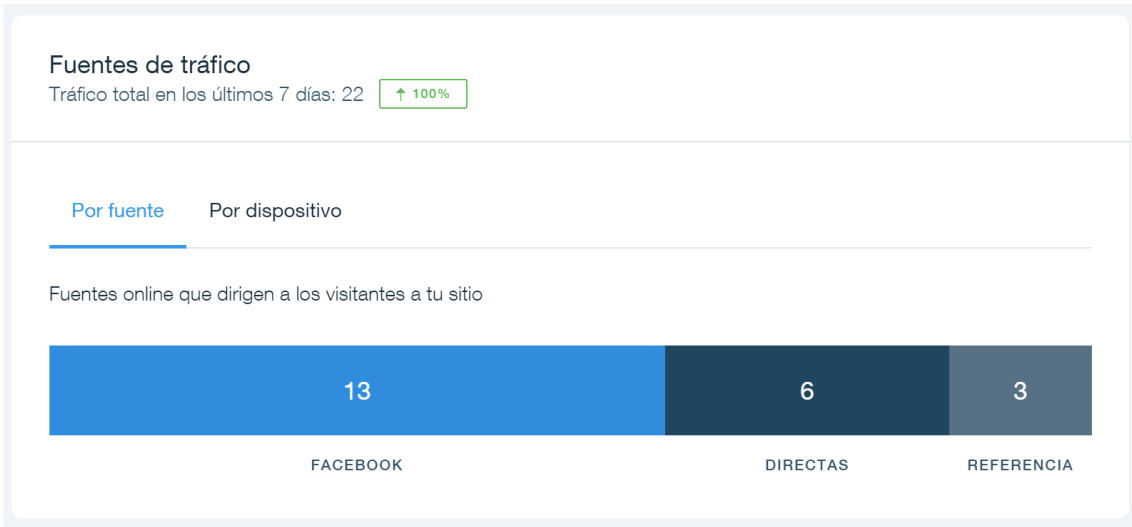 Fuentes de tráfico
Tráfico total en los últimos 7 días: 22 ↑ 100%
Por fuente Por dispositivo
Fuentes online que dirigen a los visitantes a tu sitio
13 6 3
FACEBOOK DIRECTAS REFERENCIA